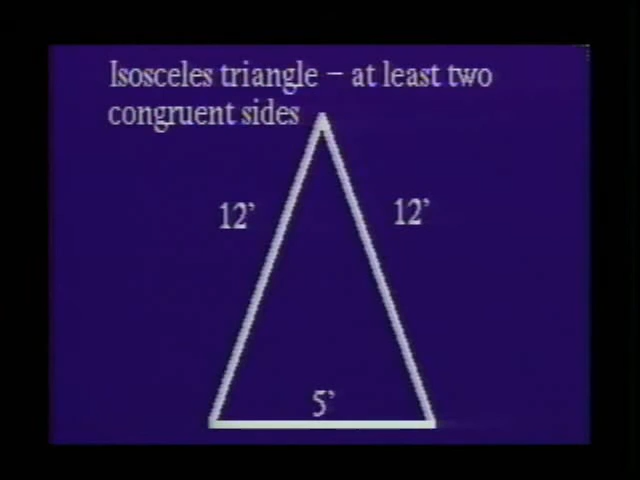 Isosceles triangle – at least two
congruent sides
12’
12’
5’